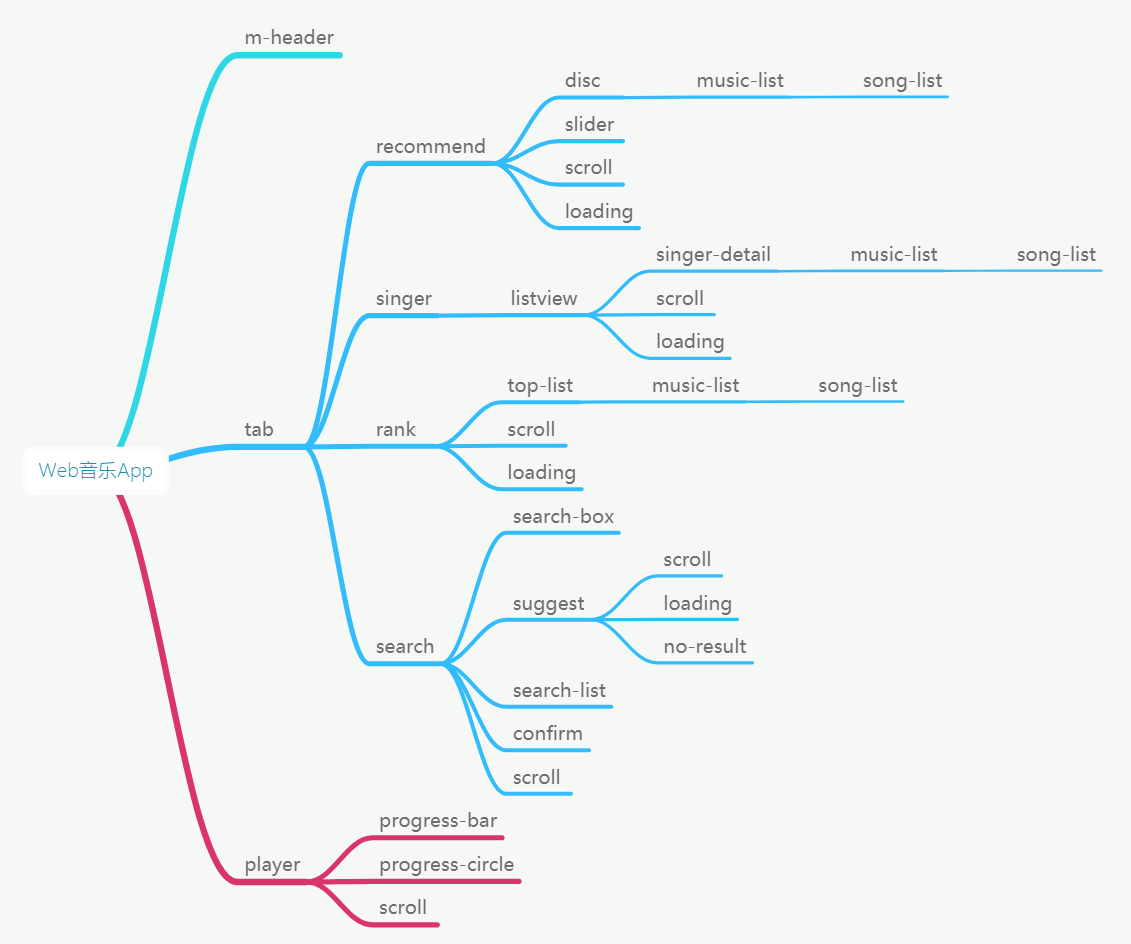 m-header
disc music-list song-list
slider
recommend
scroll
loading
singer-detail music-list song-list
singer listview scroll
loading
top-list music-list song-list
tab rank scroll
Web音乐App
loading
search-box
scroll
suggest loading
search no-result
search-list
confirm
scroll
progress-bar
player progress-circle
scroll